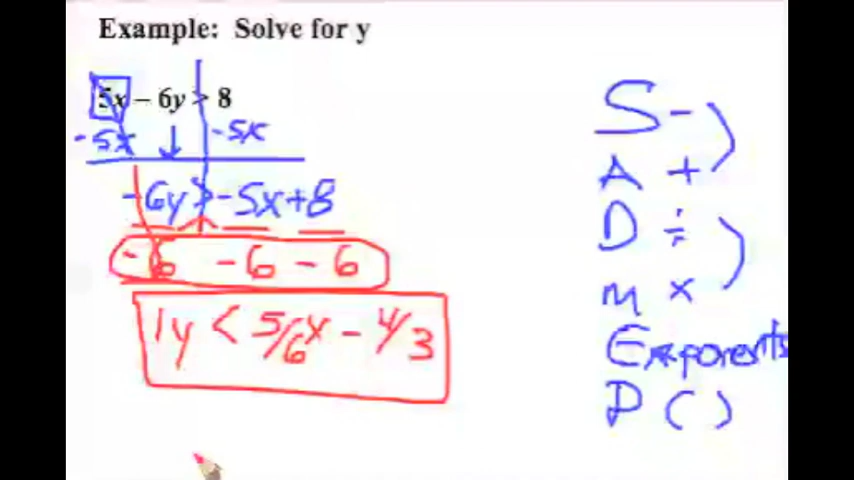 Example: Solve for y
5x – 6y > 8
-5x -5x
-6y > -5x+8
-6 -6 -6
1y < 5/6x - 4/3
S -
A +
D ÷
M x
Exponents
P ( )